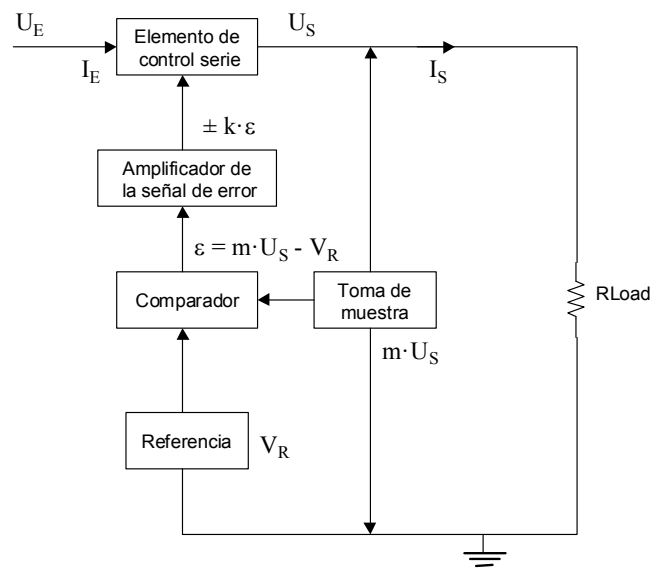 U_E
I_E
Elemento de
control serie
U_S
I_S
± k·ε
Amplificador de
la señal de error
ε = m·U_S - V_R
Comparador
Toma de
muestra
m·U_S
RLoad
Referencia
V_R